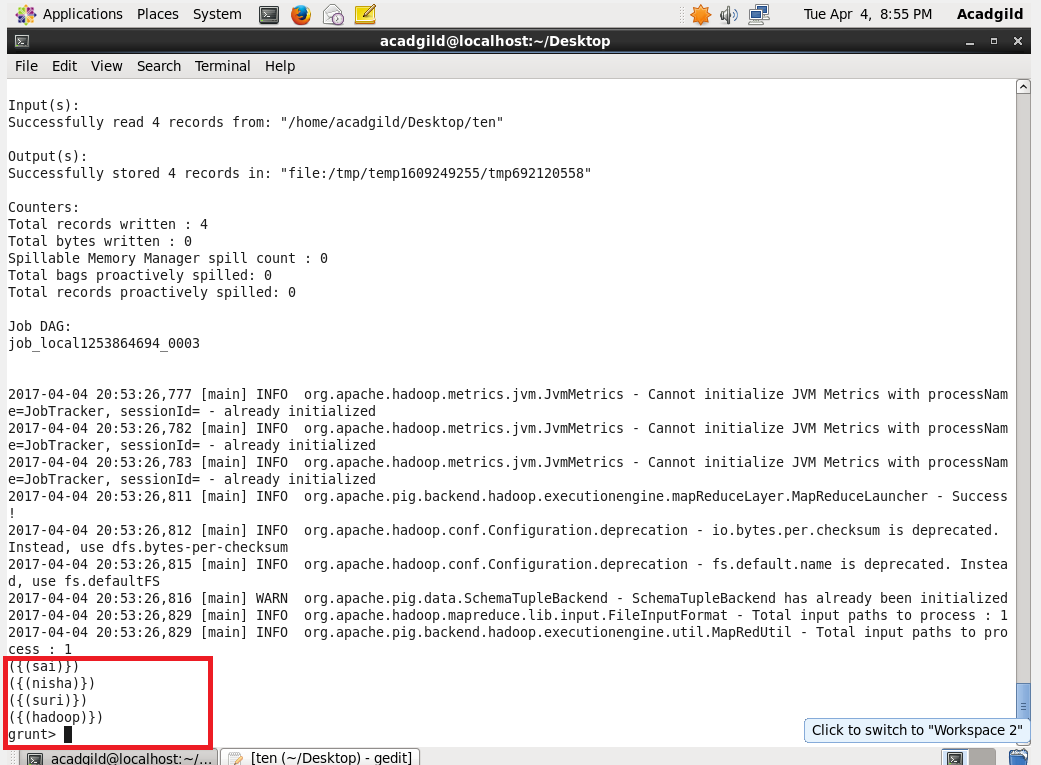 Applications Places System Tue Apr 4, 8:55 PM Acadgild
acadgild@localhost:~/Desktop
File Edit View Search Terminal Help
Input(s):
Successfully read 4 records from: "/home/acadgild/Desktop/ten"
Output(s):
Successfully stored 4 records in: "file:/tmp/temp1609249255/tmp692120558"
Counters:
Total records written : 4
Total bytes written : 0
Spillable Memory Manager spill count : 0
Total bags proactively spilled: 0
Total records proactively spilled: 0
Job DAG:
job_local1253864694_0003
2017-04-04 20:53:26,777 [main] INFO  org.apache.hadoop.metrics.jvm.JvmMetrics - Cannot initialize JVM Metrics with processNam
e=JobTracker, sessionId= - already initialized
2017-04-04 20:53:26,782 [main] INFO  org.apache.hadoop.metrics.jvm.JvmMetrics - Cannot initialize JVM Metrics with processNam
e=JobTracker, sessionId= - already initialized
2017-04-04 20:53:26,783 [main] INFO  org.apache.hadoop.metrics.jvm.JvmMetrics - Cannot initialize JVM Metrics with processNam
e=JobTracker, sessionId= - already initialized
2017-04-04 20:53:26,811 [main] INFO  org.apache.pig.backend.hadoop.executionengine.mapReduceLayer.MapReduceLauncher - Success
!
2017-04-04 20:53:26,812 [main] INFO  org.apache.hadoop.conf.Configuration.deprecation - io.bytes.per.checksum is deprecated.
Instead, use dfs.bytes-per-checksum
2017-04-04 20:53:26,815 [main] INFO  org.apache.hadoop.conf.Configuration.deprecation - fs.default.name is deprecated. Instea
d, use fs.defaultFS
2017-04-04 20:53:26,816 [main] WARN  org.apache.pig.data.SchemaTupleBackend - SchemaTupleBackend has already been initialized
2017-04-04 20:53:26,829 [main] INFO  org.apache.hadoop.mapreduce.lib.input.FileInputFormat - Total input paths to process : 1
2017-04-04 20:53:26,829 [main] INFO  org.apache.pig.backend.hadoop.executionengine.util.MapRedUtil - Total input paths to pro
cess : 1
({(sai)})
({(nisha)})
({(suri)})
({(hadoop)})
grunt>
Click to switch to "Workspace 2"
acadgild@localhost:~/... [ten (~/Desktop) - gedit]